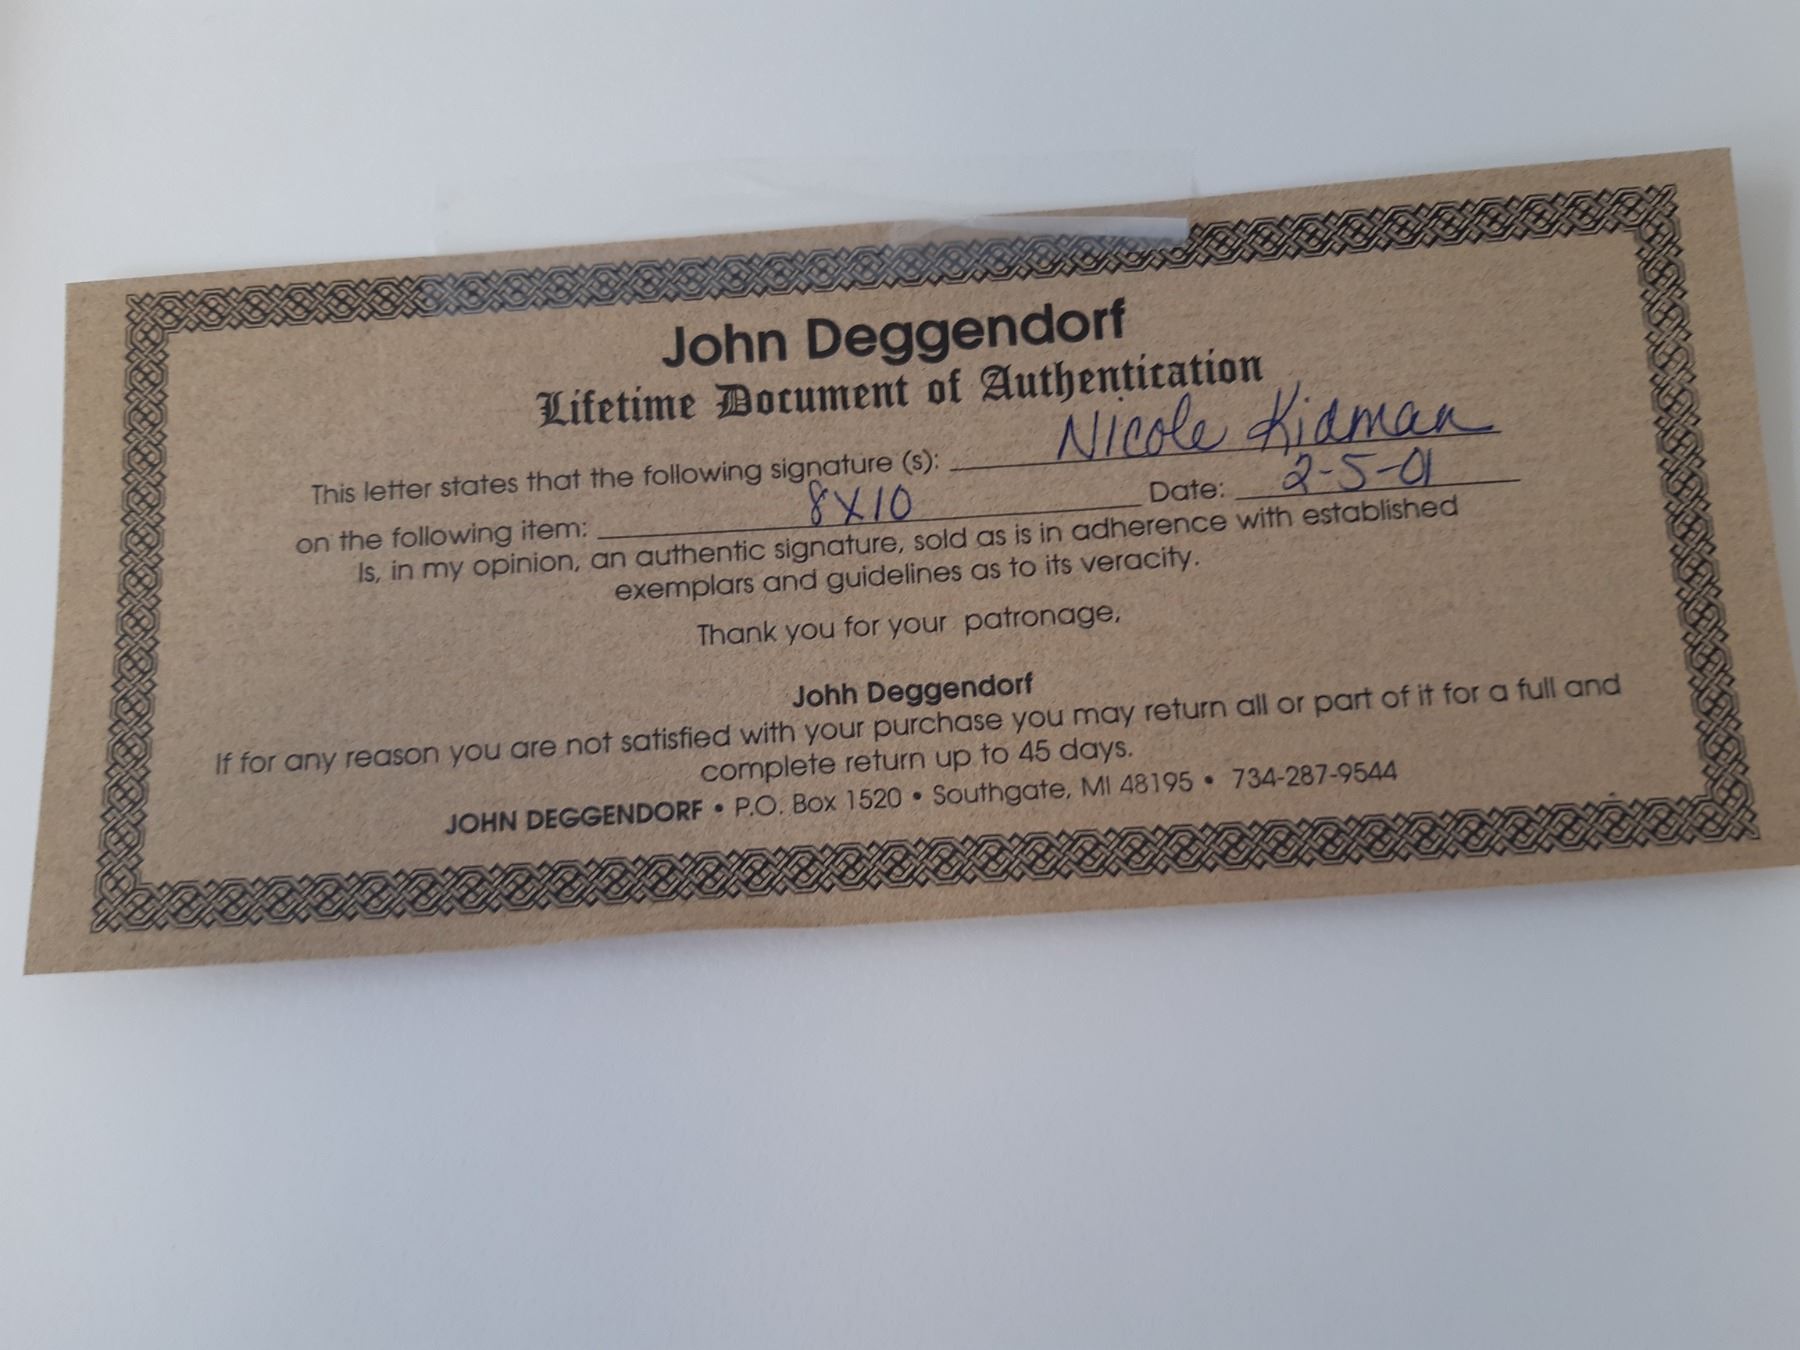 John Deggendorf
Lifetime Document of Authentication
This letter states that the following signature (s): Nicole Kidman
on the following item: 8X10 Date: 2-5-01
Is, in my opinion, an authentic signature, sold as is in adherence with established
exemplars and guidelines as to its veracity.
Thank you for your patronage,
Johh Deggendorf
If for any reason you are not satisfied with your purchase you may return all or part of it for a full and
complete return up to 45 days.
JOHN DEGGENDORF • P.O. Box 1520 • Southgate, MI 48195 • 734-287-9544